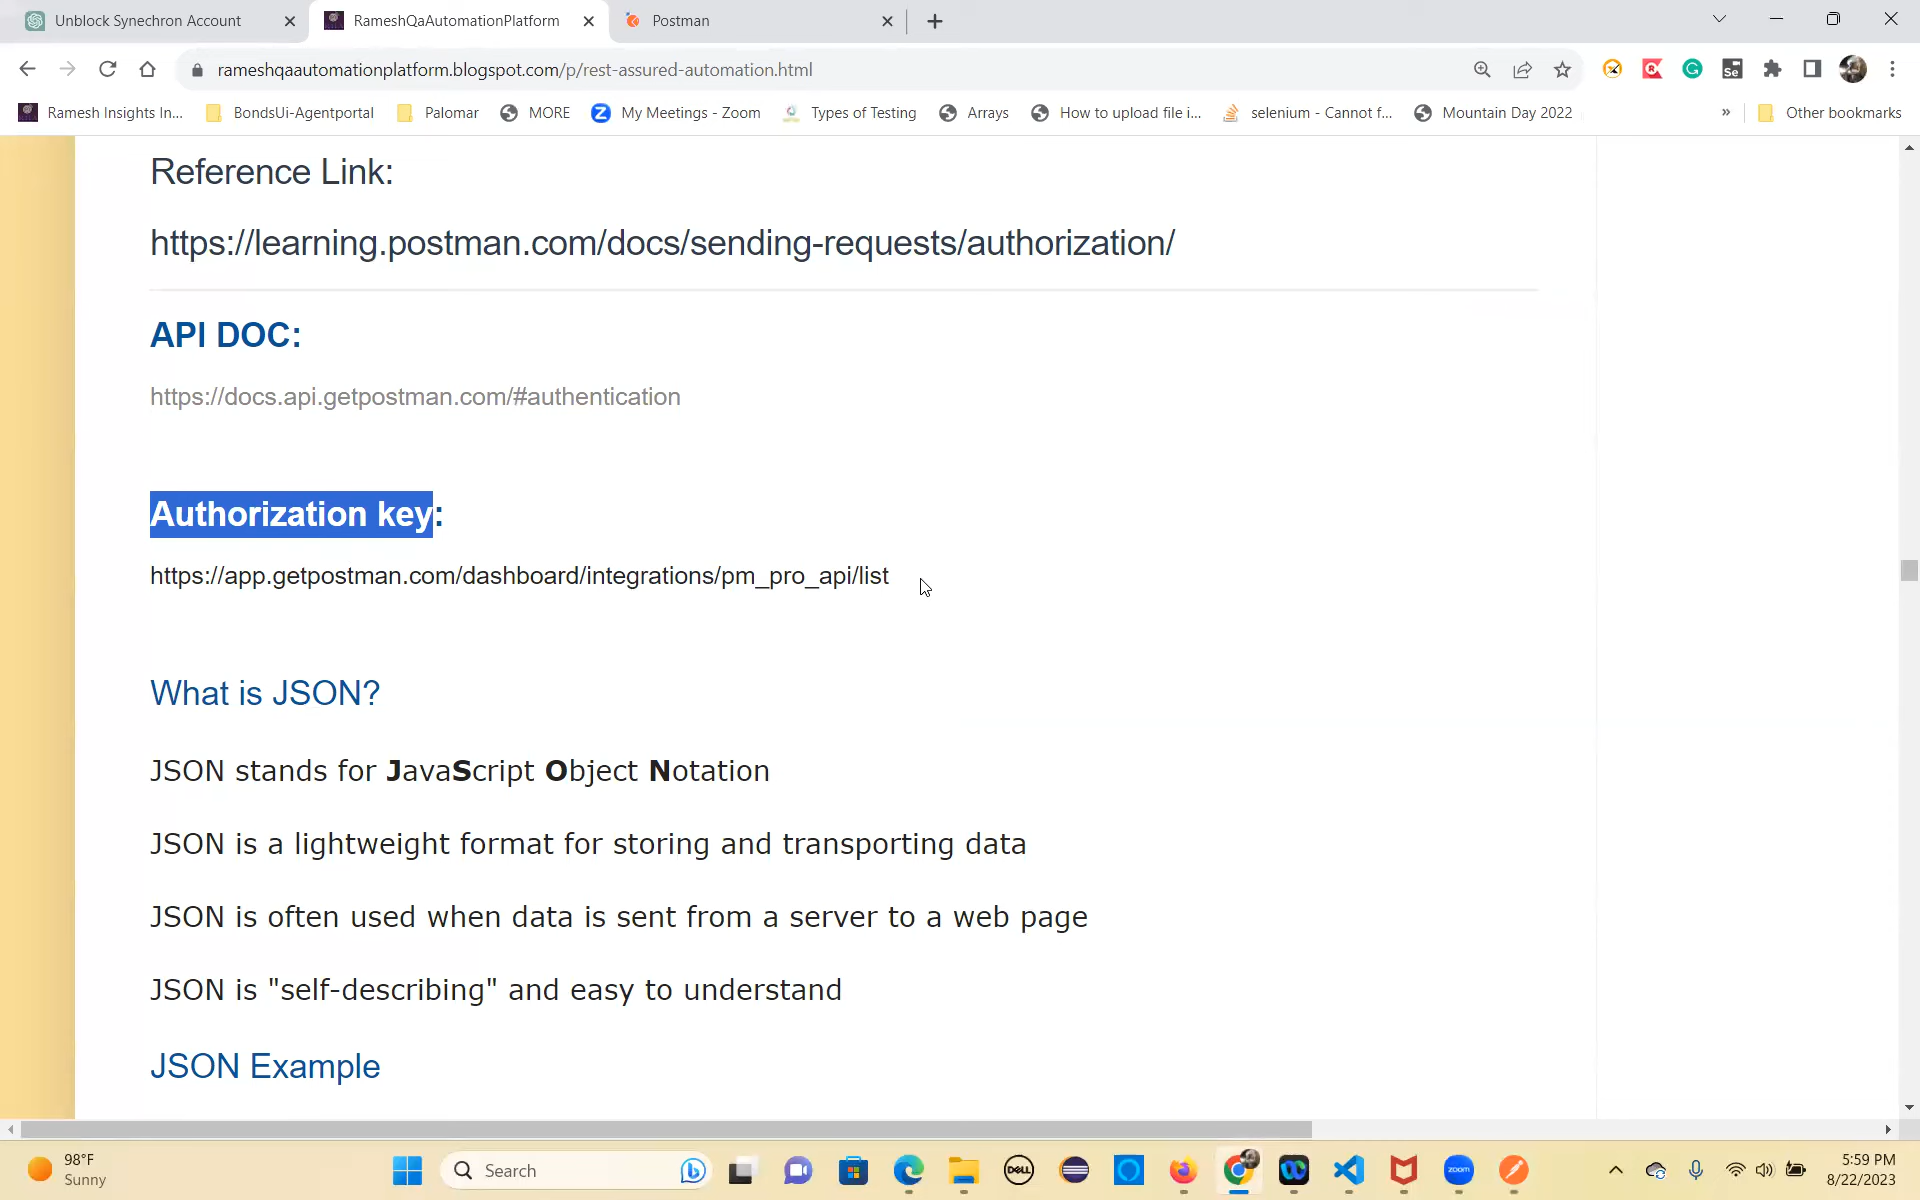 Unblock Synechron Account
RameshQaAutomationPlatform
Postman
rameshqaautomationplatform.blogspot.com/p/rest-assured-automation.html
Ramesh Insights In...
BondsUi-Agentportal
Palomar
MORE
My Meetings - Zoom
Types of Testing
Arrays
How to upload file i...
selenium - Cannot f...
Mountain Day 2022
»
Other bookmarks
Reference Link:
https://learning.postman.com/docs/sending-requests/authorization/
API DOC:
https://docs.api.getpostman.com/#authentication
Authorization key:
https://app.getpostman.com/dashboard/integrations/pm_pro_api/list
What is JSON?
JSON stands for JavaScript Object Notation
JSON is a lightweight format for storing and transporting data
JSON is often used when data is sent from a server to a web page
JSON is "self-describing" and easy to understand
JSON Example
98°F
Sunny
Search
DELL
zoom
5:59 PM
8/22/2023